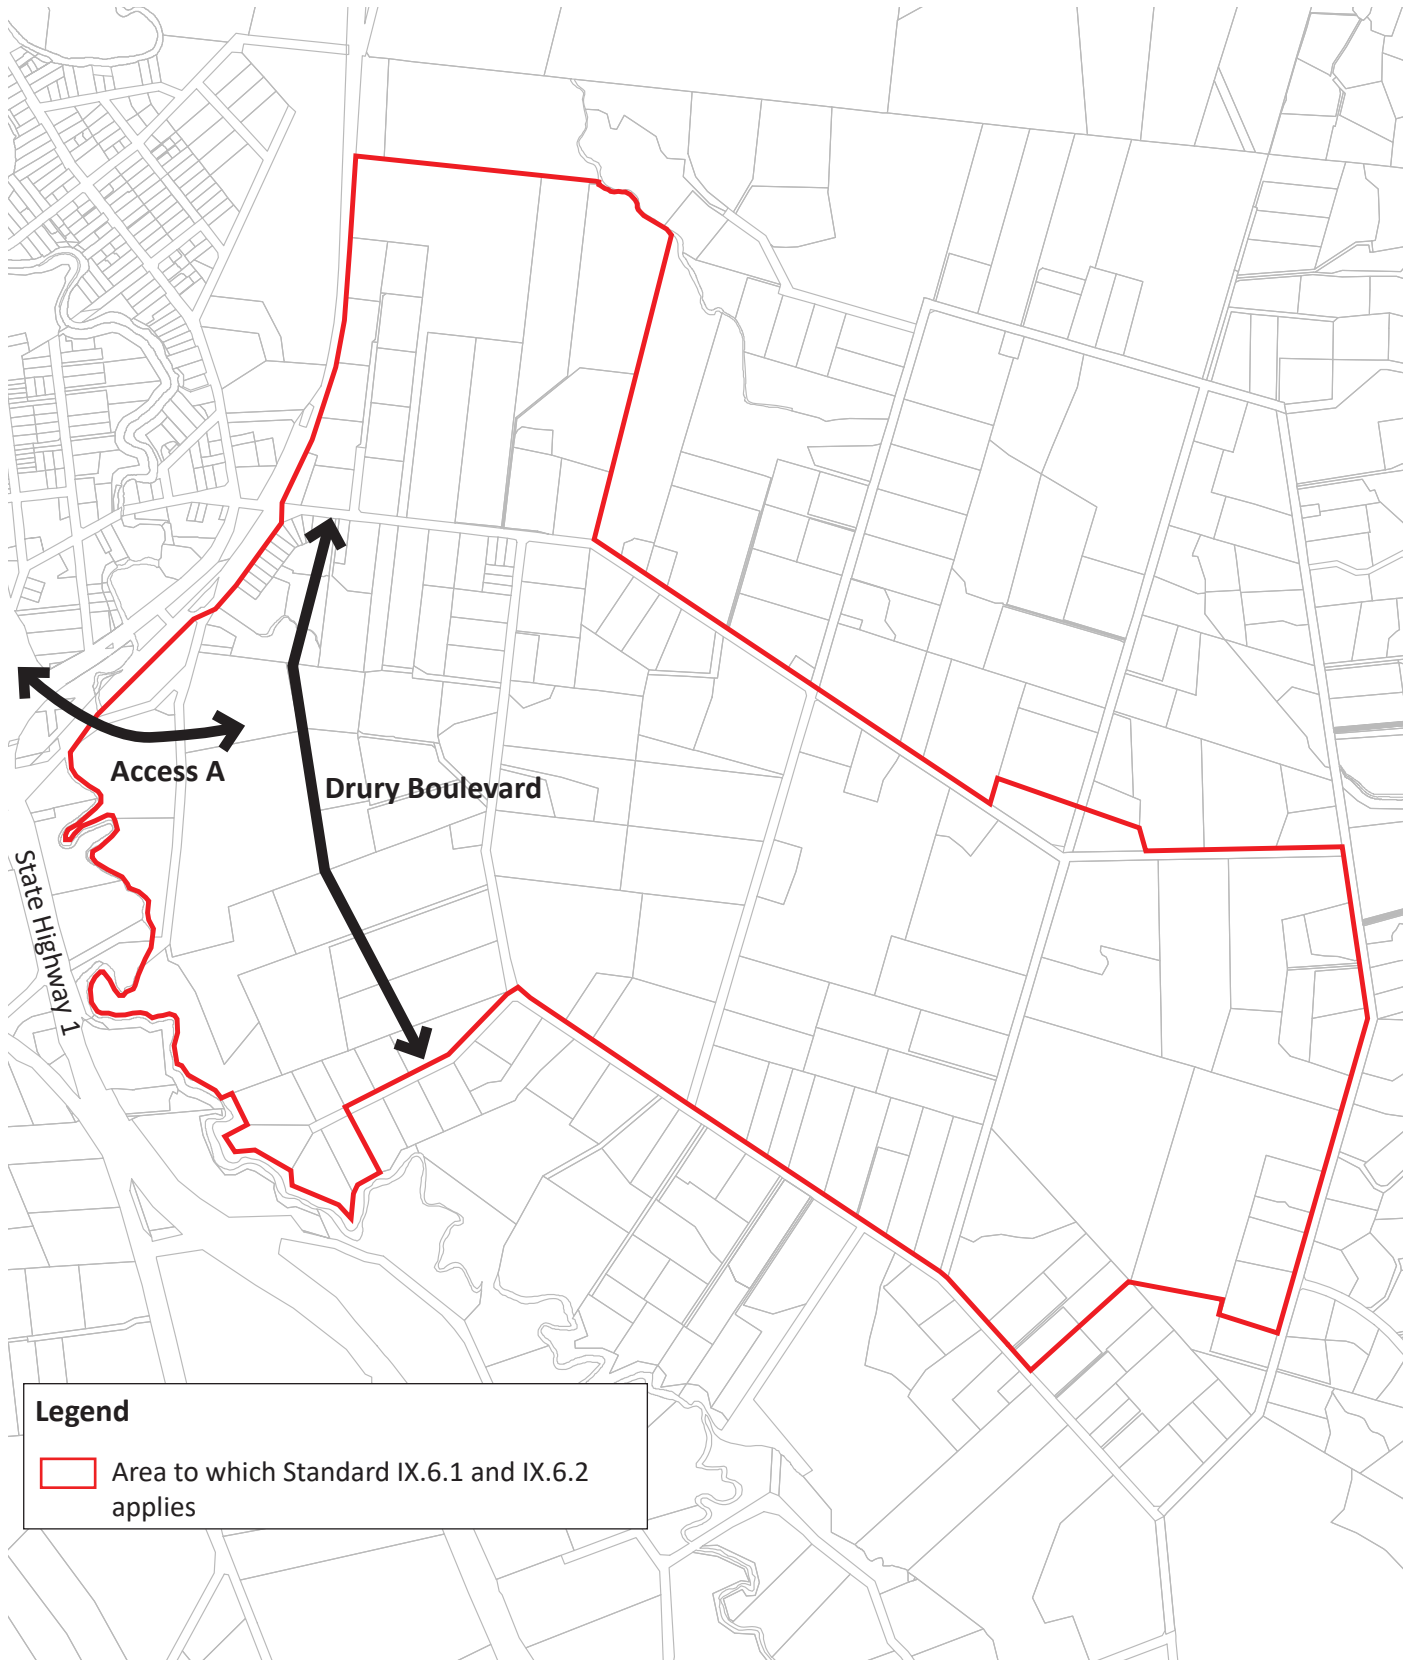 Access A
Drury Boulevard
State Highway 1
Legend
Area to which Standard IX.6.1 and IX.6.2
applies